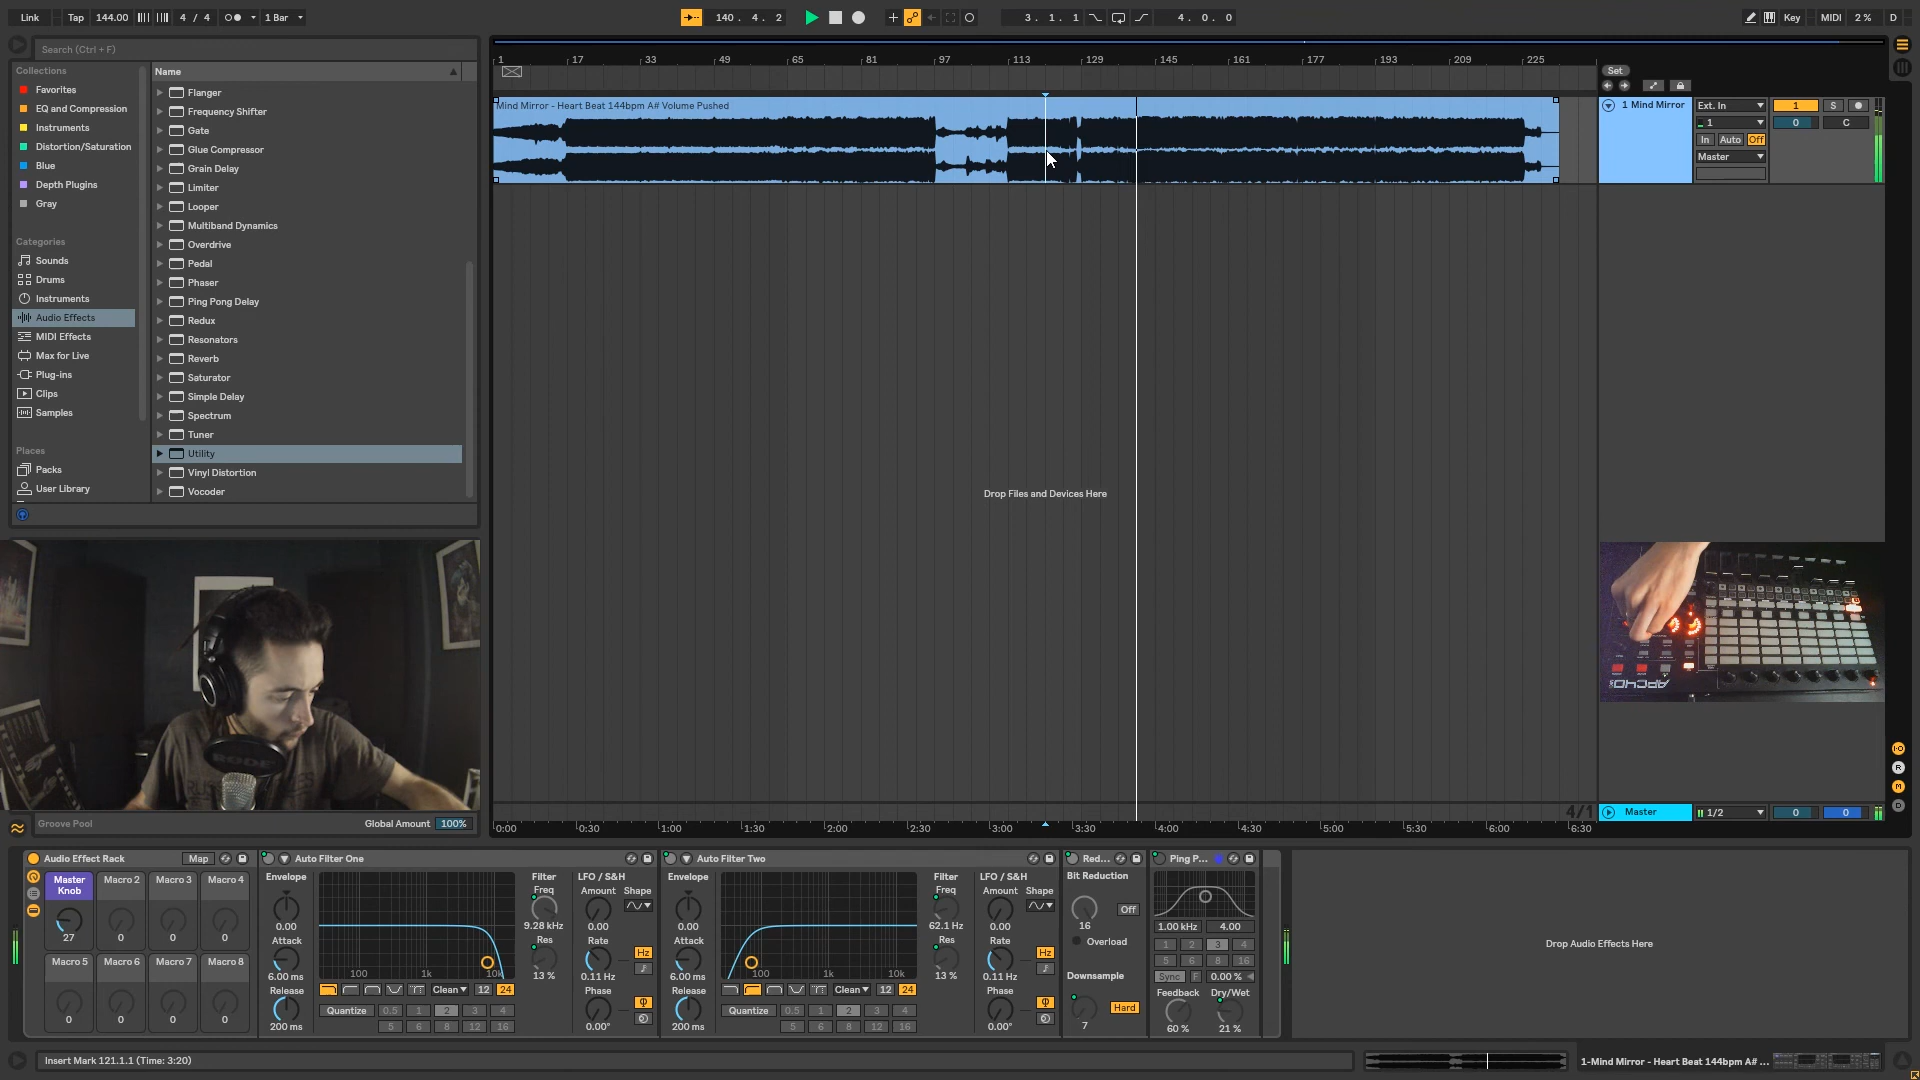 Link Tap 144.00 4 / 4 1 Bar 140 . 4 . 2 3 . 1 . 1 4 . 0 . 0 Key MIDI 2 % D
Search (Ctrl + F)
Collections
Favorites
EQ and Compression
Instruments
Distortion/Saturation
Blue
Depth Plugins
Gray
Categories
Sounds
Drums
Instruments
Audio Effects
MIDI Effects
Max for Live
Plug-ins
Clips
Samples
Places
Packs
User Library
Name
Flanger
Frequency Shifter
Gate
Glue Compressor
Grain Delay
Limiter
Looper
Multiband Dynamics
Overdrive
Pedal
Phaser
Ping Pong Delay
Redux
Resonators
Reverb
Saturator
Simple Delay
Spectrum
Tuner
Utility
Vinyl Distortion
Vocoder
1 17 33 49 65 81 97 113 129 145 161 177 193 209 225
Set
Mind Mirror - Heart Beat 144bpm A# Volume Pushed
1 Mind Mirror Ext. In 1 S
1 0 C
In Auto Off
Master
Drop Files and Devices Here
RODE
APC40
4/1
Master 1/2 0 0
0:00 0:30 1:00 1:30 2:00 2:30 3:00 3:30 4:00 4:30 5:00 5:30 6:00 6:30
R
M
D
Groove Pool Global Amount 100%
Audio Effect Rack Map
Master Knob Macro 2 Macro 3 Macro 4
27 0 0 0
Macro 5 Macro 6 Macro 7 Macro 8
0 0 0 0
Auto Filter One
Envelope Filter LFO / S&H
Freq Amount Shape
0.00 9.28 kHz 0.00
Attack Res Rate Hz
100 1k 10k
6.00 ms 13 % 0.11 Hz
Release Clean 12 24 Phase
Quantize 0.5 1 2 3 4
200 ms 5 6 8 12 16 0.00°
Auto Filter Two
Envelope Filter LFO / S&H
Freq Amount Shape
0.00 62.1 Hz 0.00
Attack Res Rate Hz
100 1k 10k
6.00 ms 13 % 0.11 Hz
Release Clean 12 24 Phase
Quantize 0.5 1 2 3 4
200 ms 5 6 8 12 16 0.00°
Red...
Bit Reduction
16 Off
Overload
Downsample
7 Hard
Ping P...
1.00 kHz 4.00
1 2 3 4
5 6 8 16
Sync F 0.00 %
Feedback Dry/Wet
60 % 21 %
Drop Audio Effects Here
Insert Mark 121.1.1 (Time: 3:20)
1-Mind Mirror - Heart Beat 144bpm A# ...